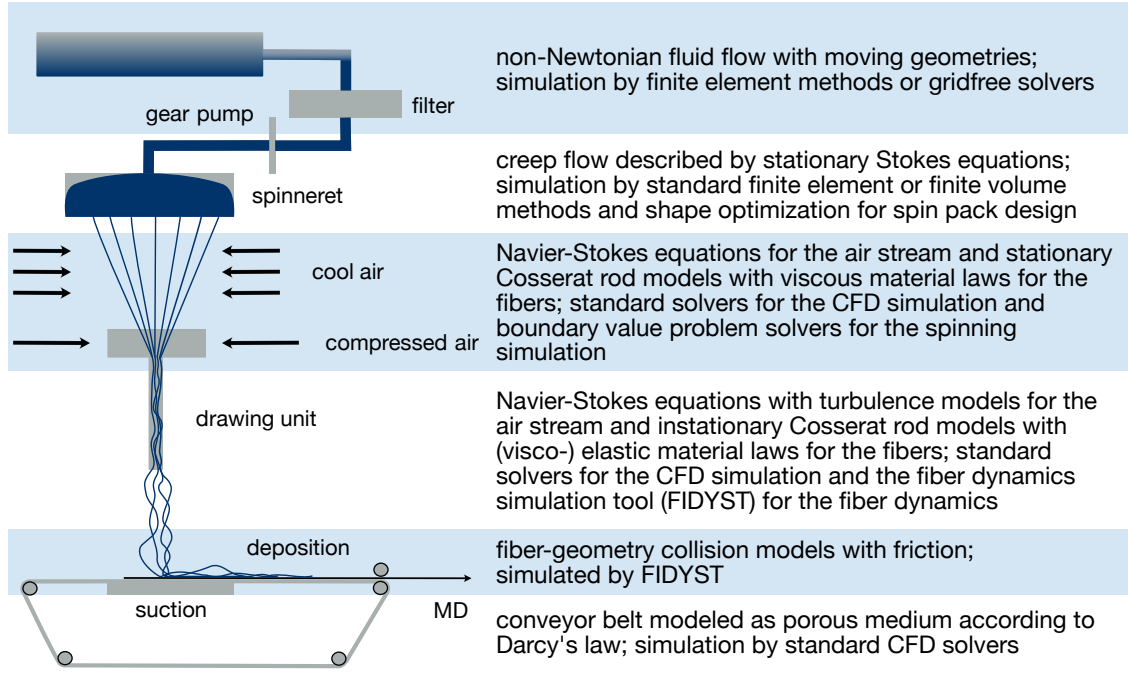 non-Newtonian fluid flow with moving geometries;
simulation by finite element methods or gridfree solvers
filter
gear pump
creep flow described by stationary Stokes equations;
simulation by standard finite element or finite volume
methods and shape optimization for spin pack design
spinneret
Navier-Stokes equations for the air stream and stationary
Cosserat rod models with viscous material laws for the
fibers; standard solvers for the CFD simulation and
boundary value problem solvers for the spinning
simulation
cool air
compressed air
drawing unit
Navier-Stokes equations with turbulence models for the
air stream and instationary Cosserat rod models with
(visco-) elastic material laws for the fibers; standard
solvers for the CFD simulation and the fiber dynamics
simulation tool (FIDYST) for the fiber dynamics
deposition
fiber-geometry collision models with friction;
simulated by FIDYST
suction
MD
conveyor belt modeled as porous medium according to
Darcy's law; simulation by standard CFD solvers